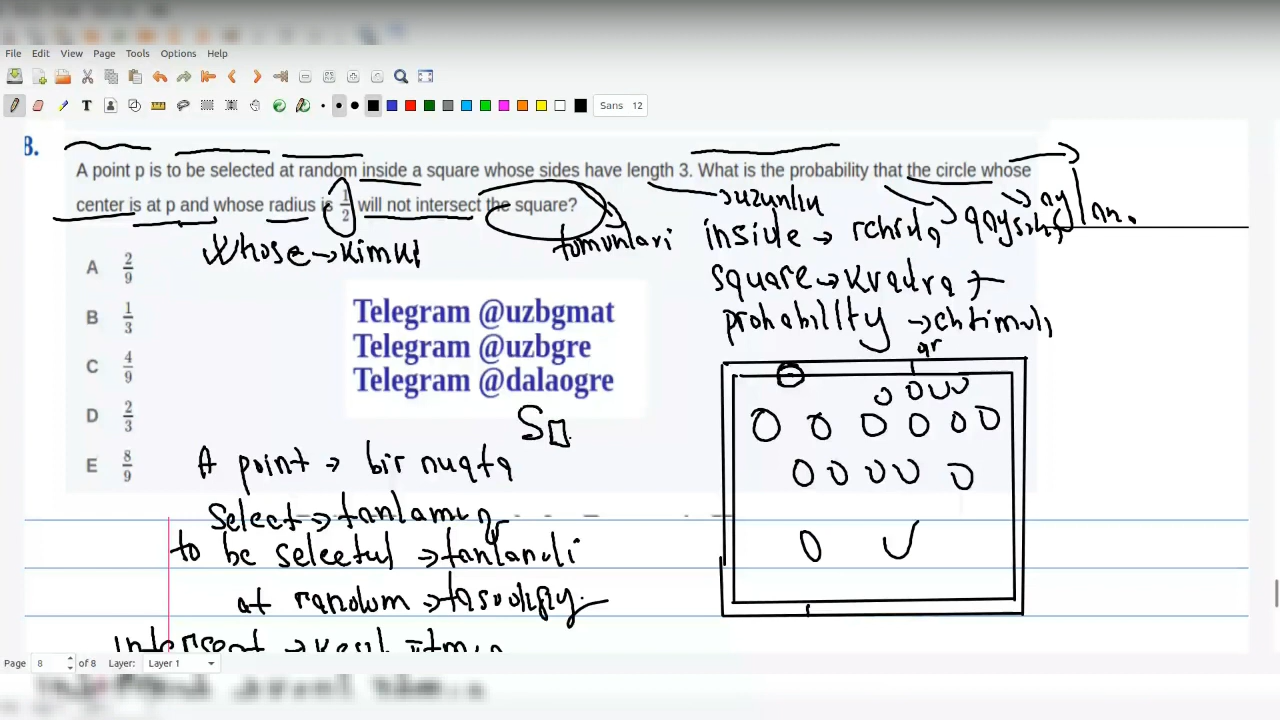 File Edit View Page Tools Options Help
Sans 12
8.
A point p is to be selected at random inside a square whose sides have length 3. What is the probability that the circle whose
center is at p and whose radius is 1/2 will not intersect the square?
→ uzunlik
whose → kimki
tomonlari
inside → ichida
square → kvadrat
probability → ehtimoli
A 2/9
B 1/3
C 4/9
D 2/3
E 8/9
Telegram @uzbgmat
Telegram @uzbgre
Telegram @dalaogre
S□
A point → bir nuqta
select → tanlamoq
to be selected → tanlandi
at random →
intersect →
Page 8 of 8 Layer: Layer 1